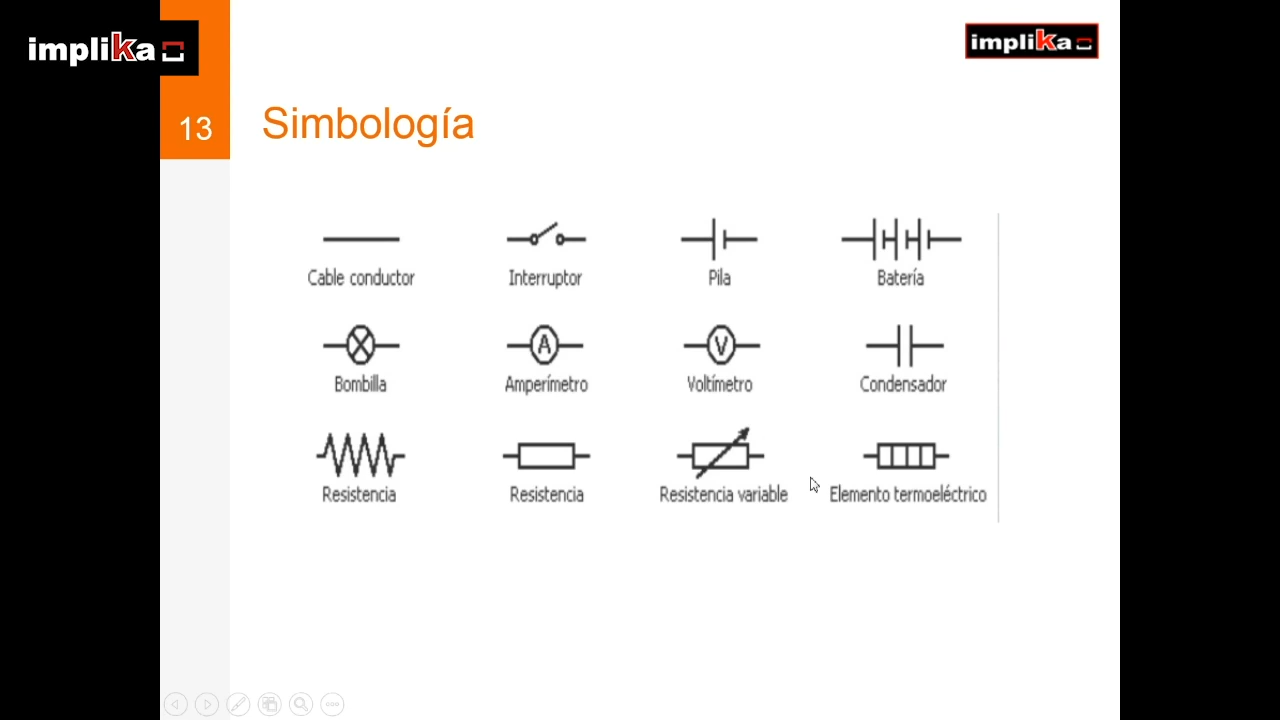 implika
implika
13
Simbología
Cable conductor
Interruptor
Pila
Batería
A
V
Bombilla
Amperímetro
Voltímetro
Condensador
Resistencia
Resistencia
Resistencia variable
Elemento termoeléctrico